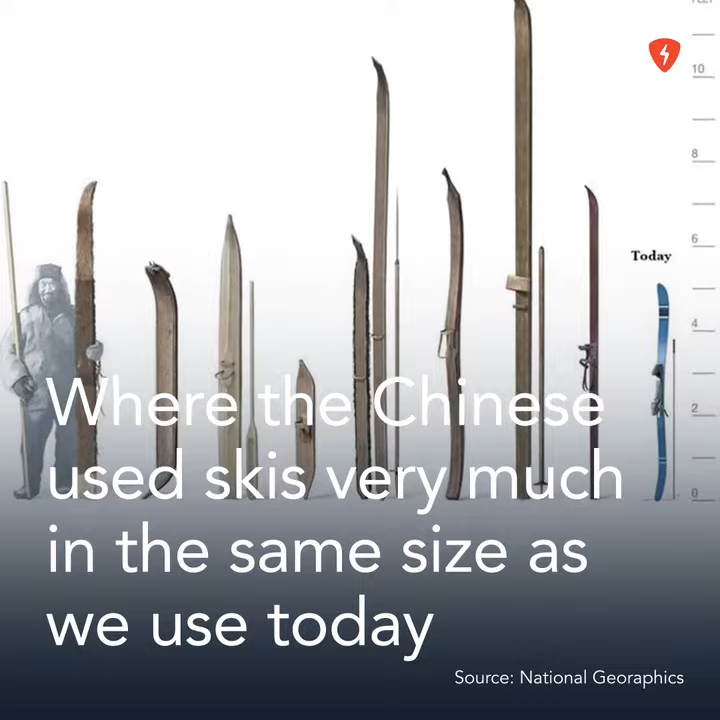 FEET
10
8
6
Today
4
2
0
Where the Chinese
used skis very much
in the same size as
we use today
Source: National Georaphics